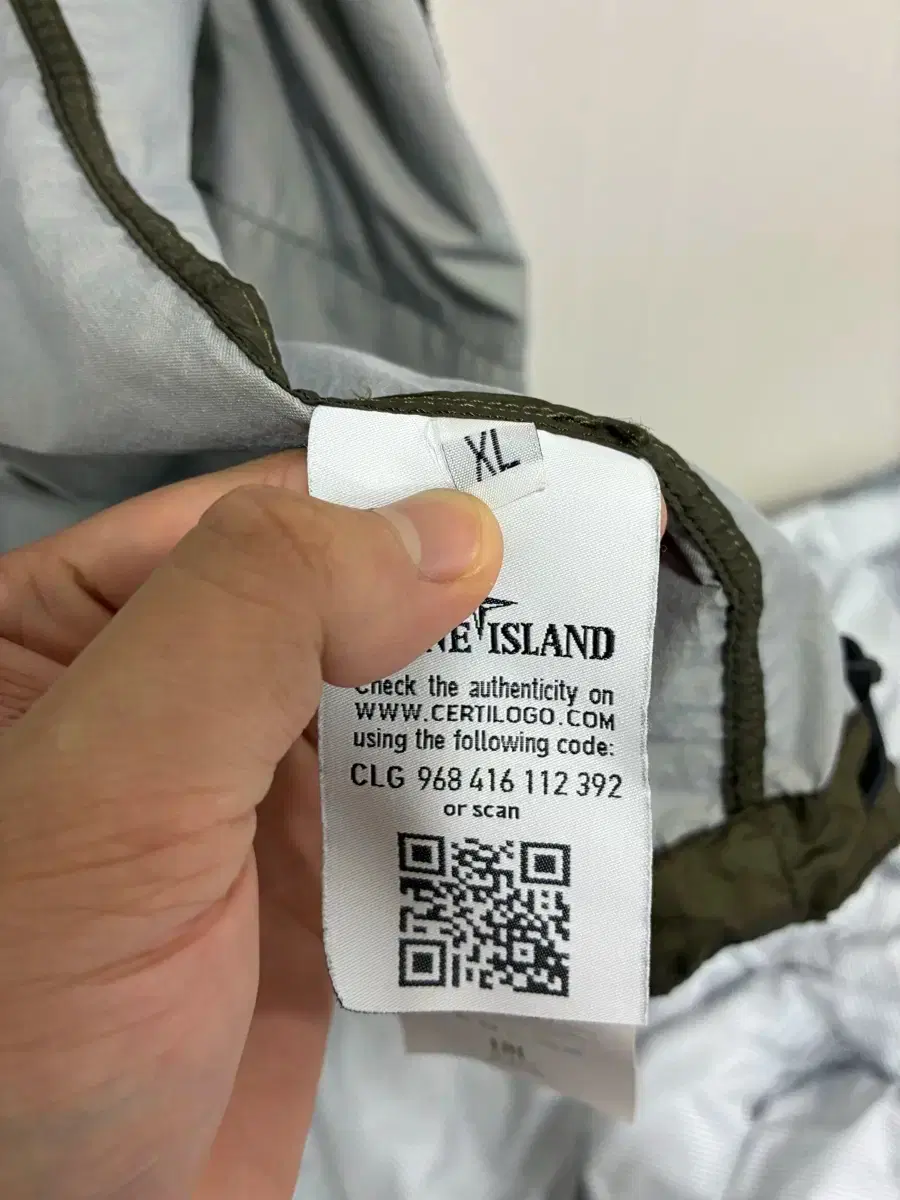 XL
NE ISLAND
Check the authenticity on
WWW.CERTILOGO.COM
using the following code:
CLG 968 416 112 392
or scan